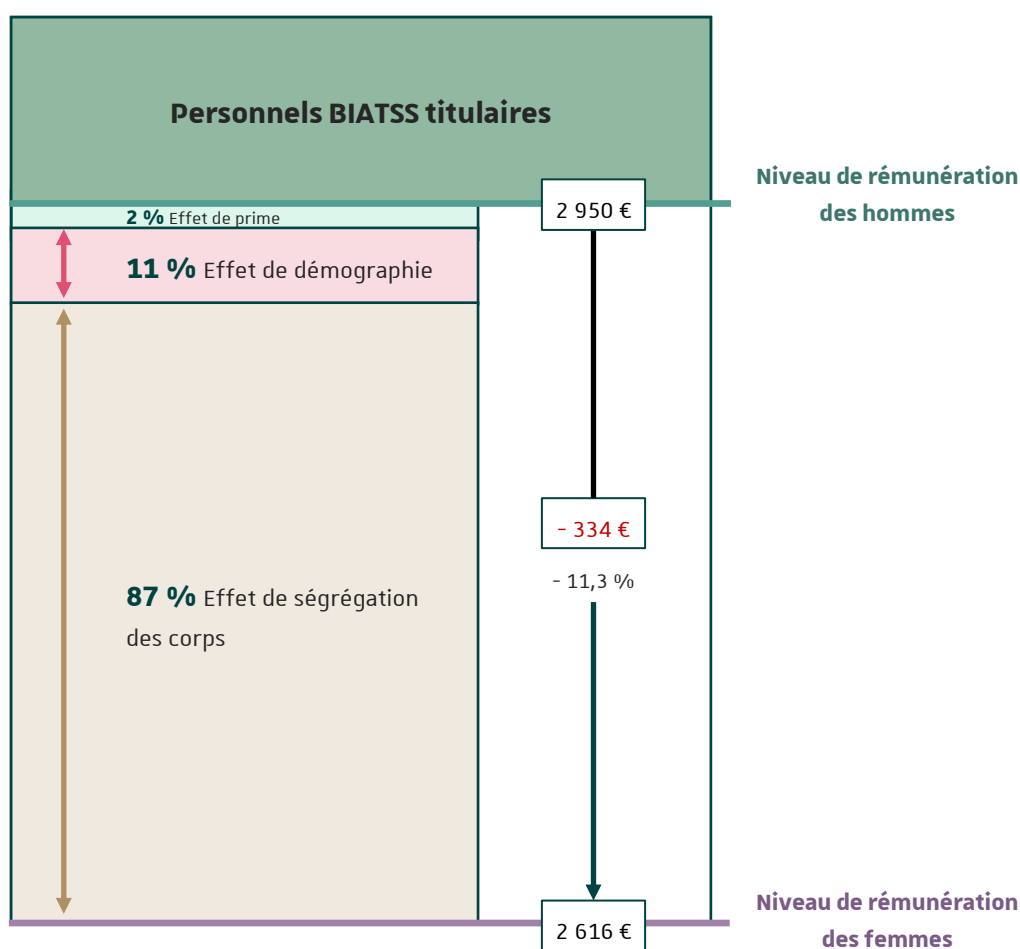 Personnels BIATSS titulaires
Niveau de rémunération
des hommes
2 950 €
2 % Effet de prime
11 % Effet de démographie
- 334 €
- 11,3 %
87 % Effet de ségrégation
des corps
Niveau de rémunération
des femmes
2 616 €